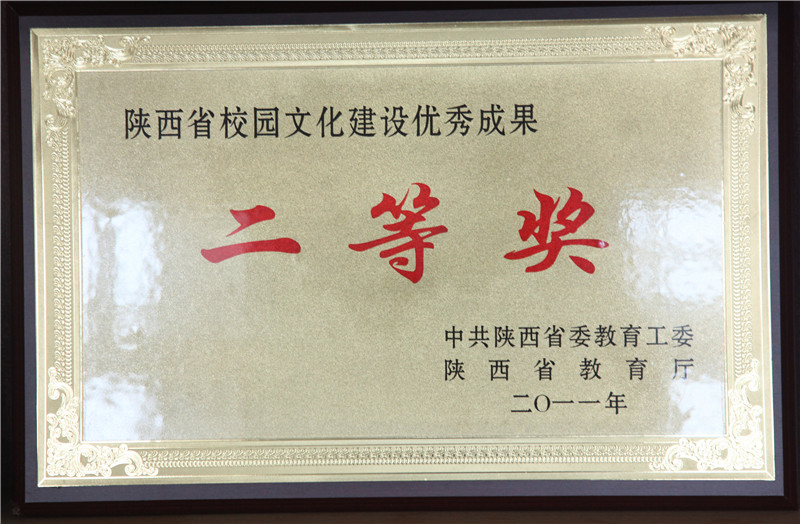 陕西省校园文化建设优秀成果
二等奖
中共陕西省委教育工委
陕西省教育厅
二O一一年